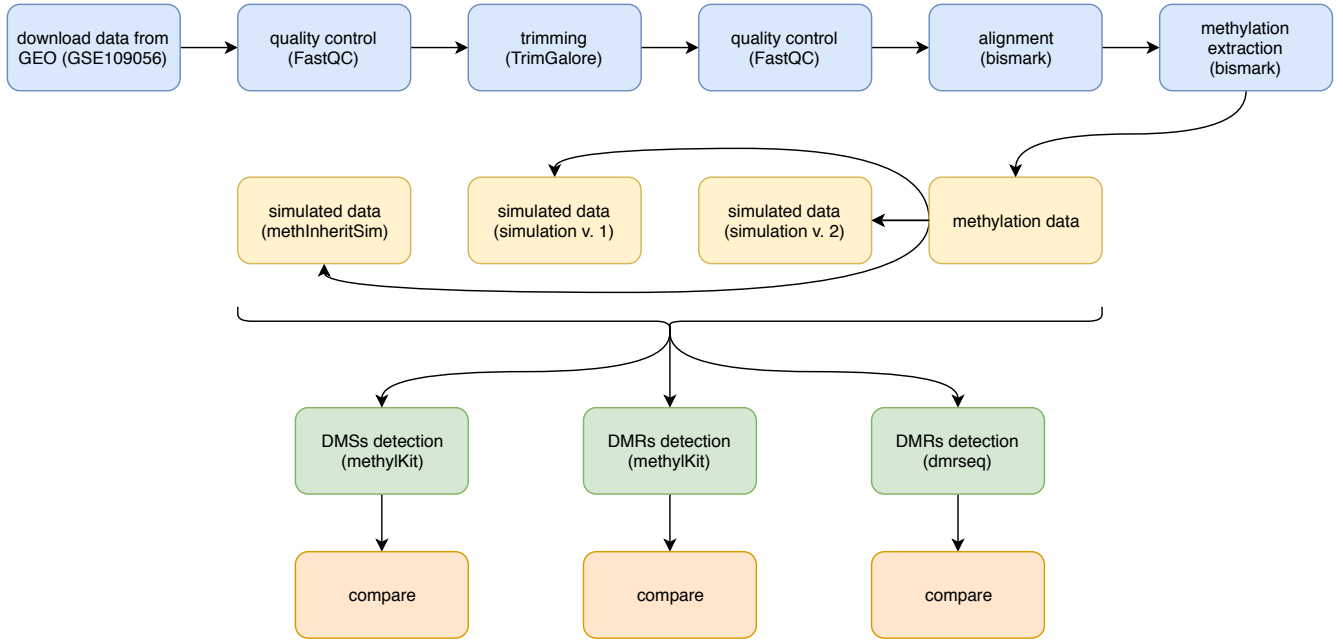 download data from
GEO (GSE109056)
quality control
(FastQC)
trimming
(TrimGalore)
quality control
(FastQC)
alignment
(bismark)
methylation
extraction
(bismark)
simulated data
(methInheritSim)
simulated data
(simulation v. 1)
simulated data
(simulation v. 2)
methylation data
DMSs detection
(methylKit)
DMRs detection
(methylKit)
DMRs detection
(dmrseq)
compare
compare
compare